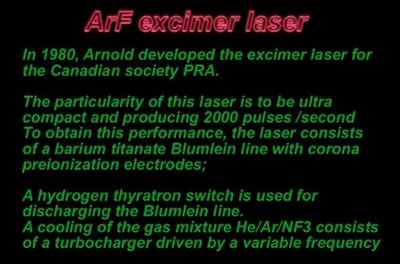 ArF excimer laser
In 1980, Arnold developed the excimer laser for
the Canadian society PRA.
The particularity of this laser is to be ultra
compact and producing 2000 pulses /second
To obtain this performance, the laser consists
of a barium titanate Blumlein line with corona
preionization electrodes;
A hydrogen thyratron switch is used for
discharging the Blumlein line.
A cooling of the gas mixture He/Ar/NF3 consists
of a turbocharger driven by a variable frequency